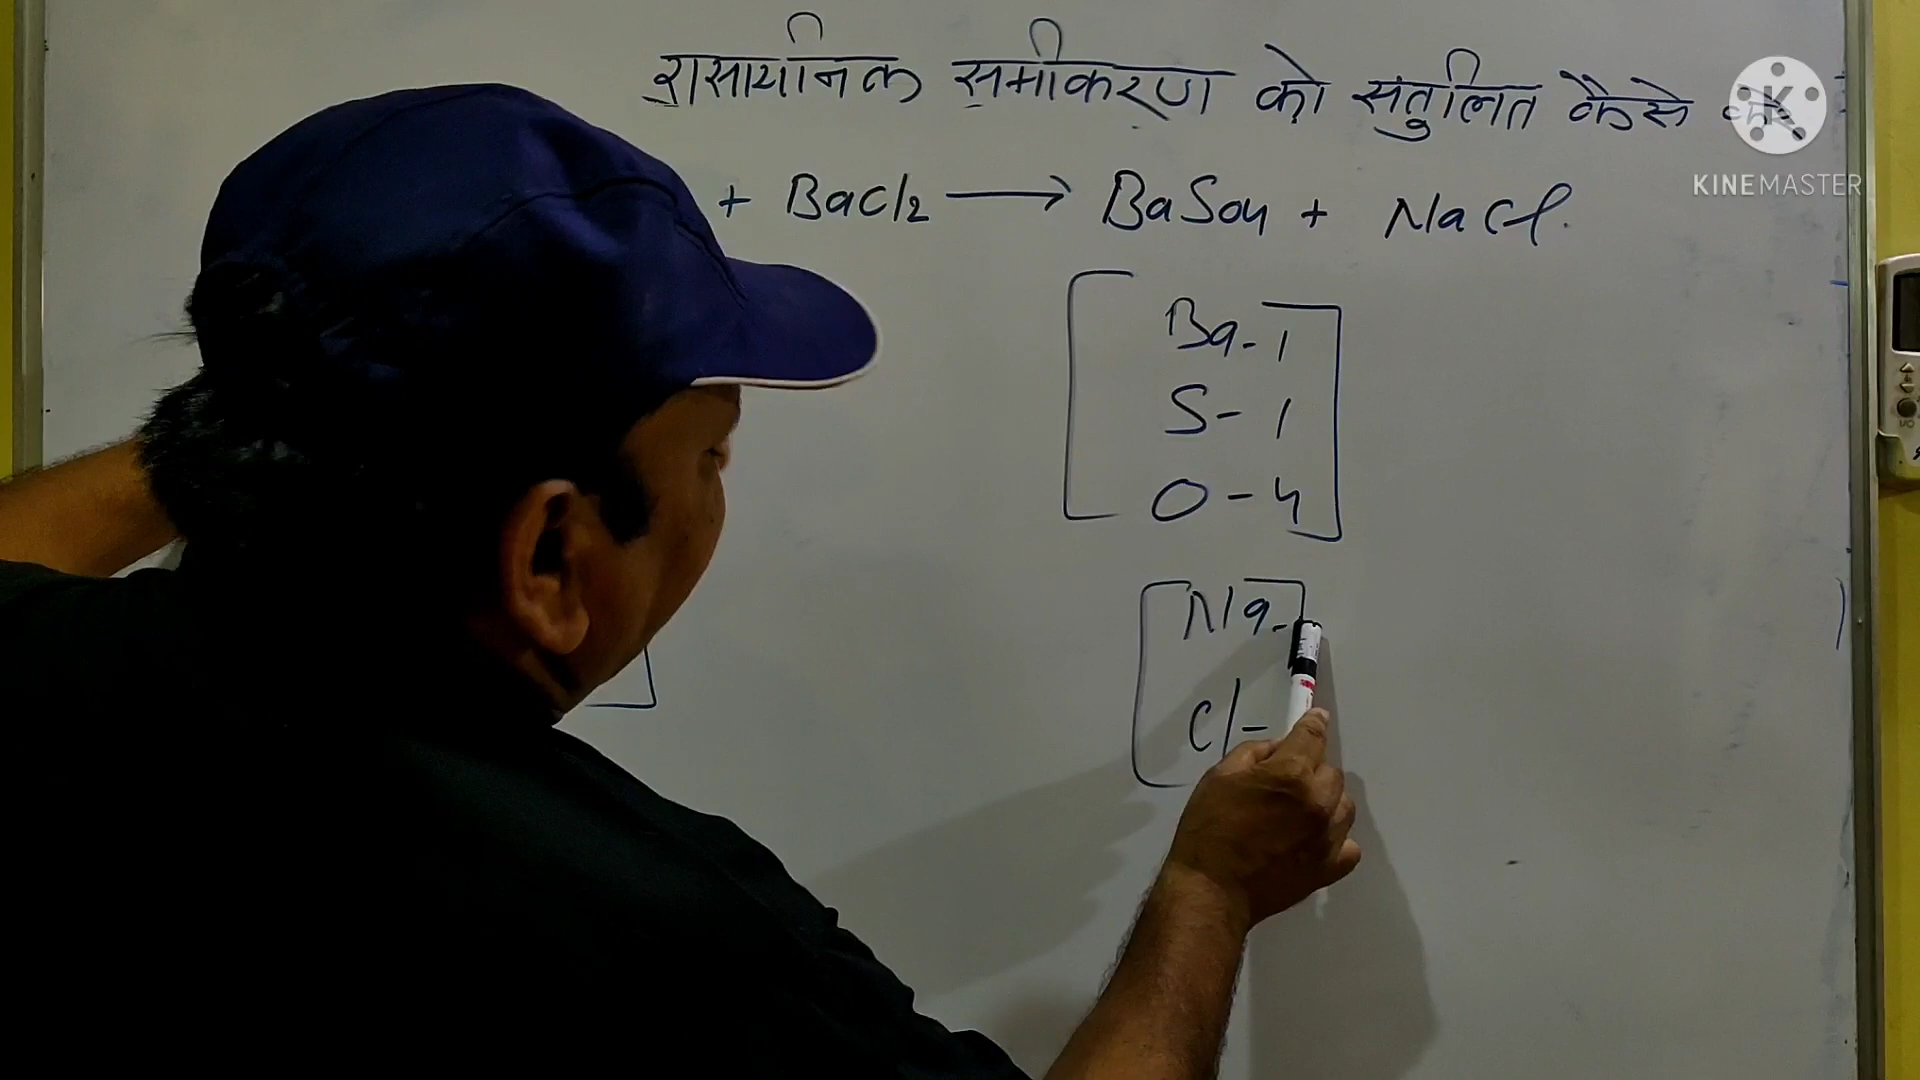 रासायनिक समीकरण को संतुलित कैसे
KINEMASTER
+ BaCl2 → BaSO4 + NaCl.
Ba-1
S-1
O-4
Na-
Cl-